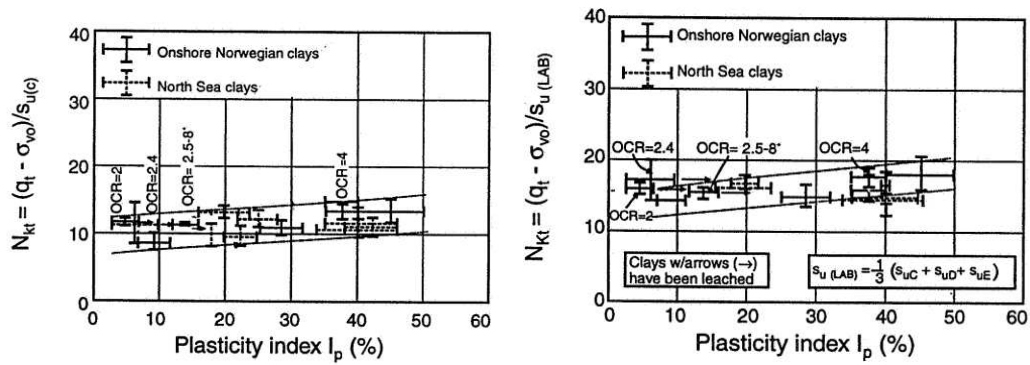 N_Kt = (q_t - σ_vo)/s_u(c)
40
30
20
10
0
Onshore Norwegian clays
North Sea clays
OCR=2
OCR=2.4
OCR= 2.5-8*
OCR=4
0 10 20 30 40 50 60
Plasticity index I_p (%)
N_Kt = (q_t - σ_vo)/s_u (LAB)
40
30
20
10
0
Onshore Norwegian clays
North Sea clays
OCR=2.4
OCR= 2.5-8*
OCR=4
OCR=2
Clays w/arrows (→)
have been leached
s_u (LAB) = 1/3 (s_uC + s_uD + s_uE)
0 10 20 30 40 50 60
Plasticity index I_p (%)